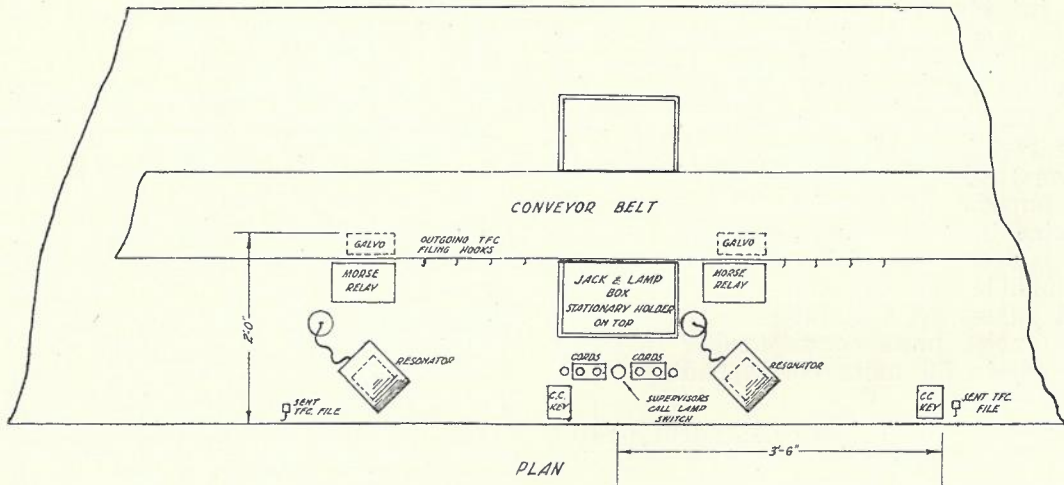 CONVEYOR BELT
GALVO
OUTGOING TFC
FILING HOOKS
GALVO
MORSE
RELAY
JACK & LAMP
BOX
STATIONARY HOLDER
ON TOP
MORSE
RELAY
2'-0"
RESONATOR
CORDS
CORDS
RESONATOR
SENT
TFC. FILE
C.C.
KEY
SUPERVISORS
CALL LAMP
SWITCH
C.C.
KEY
SENT TFC.
FILE
3'-6"
PLAN